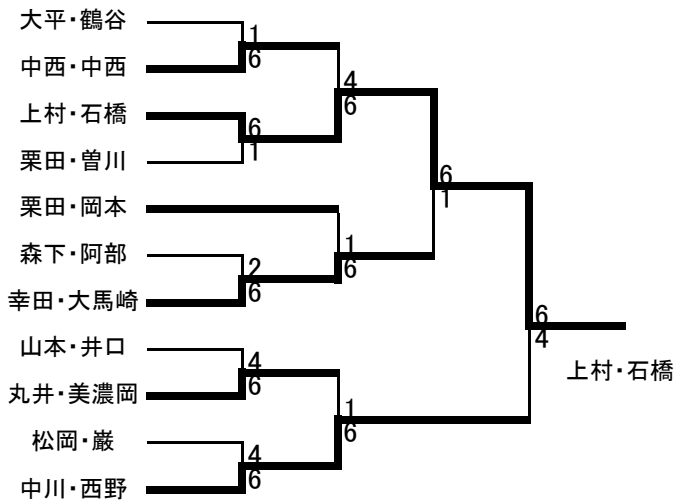 大平・鶴谷
1
6
中西・中西
4
6
上村・石橋
6
1
栗田・曽川
6
1
栗田・岡本
1
6
森下・阿部
2
6
幸田・大馬崎
6
4
上村・石橋
山本・井口
4
6
丸井・美濃岡
1
6
松岡・巌
4
6
中川・西野